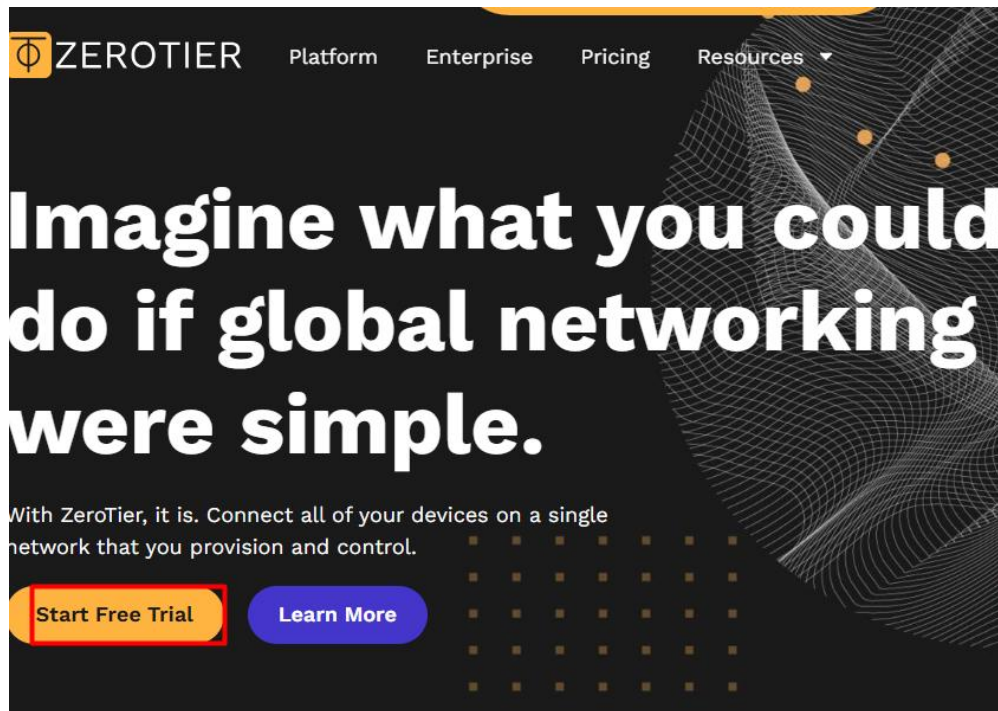 ZEROTIER Platform Enterprise Pricing Resources
Imagine what you could
do if global networking
were simple.
With ZeroTier, it is. Connect all of your devices on a single
network that you provision and control.
Start Free Trial Learn More